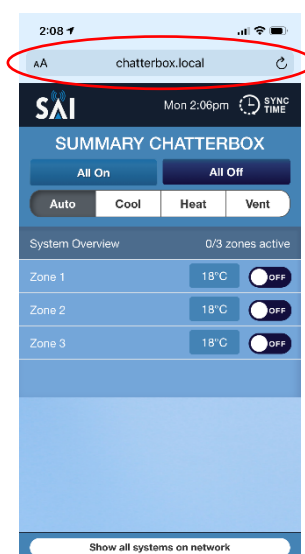 2:08
AA chatterbox.local
SAI Mon 2:06pm SYNC TIME
SUMMARY CHATTERBOX
All On All Off
Auto Cool Heat Vent
System Overview 0/3 zones active
Zone 1 18°C OFF
Zone 2 18°C OFF
Zone 3 18°C OFF
Show all systems on network